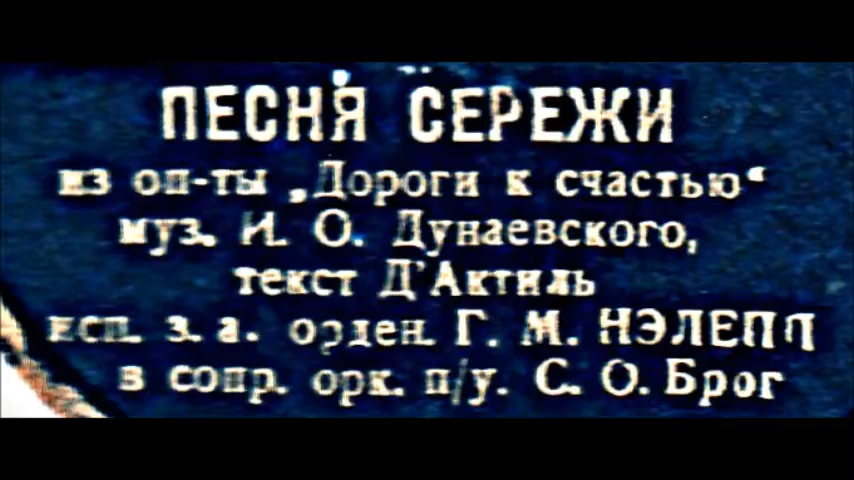 ПЕСНЯ СЕРЕЖИ
из оп-ты „Дороги к счастью“
муз. И. О. Дунаевского,
текст Д'Актиль
исп. з. а. орден. Г. М. НЭЛЕПП
в сопр. орк. п/у. С. О. Брог